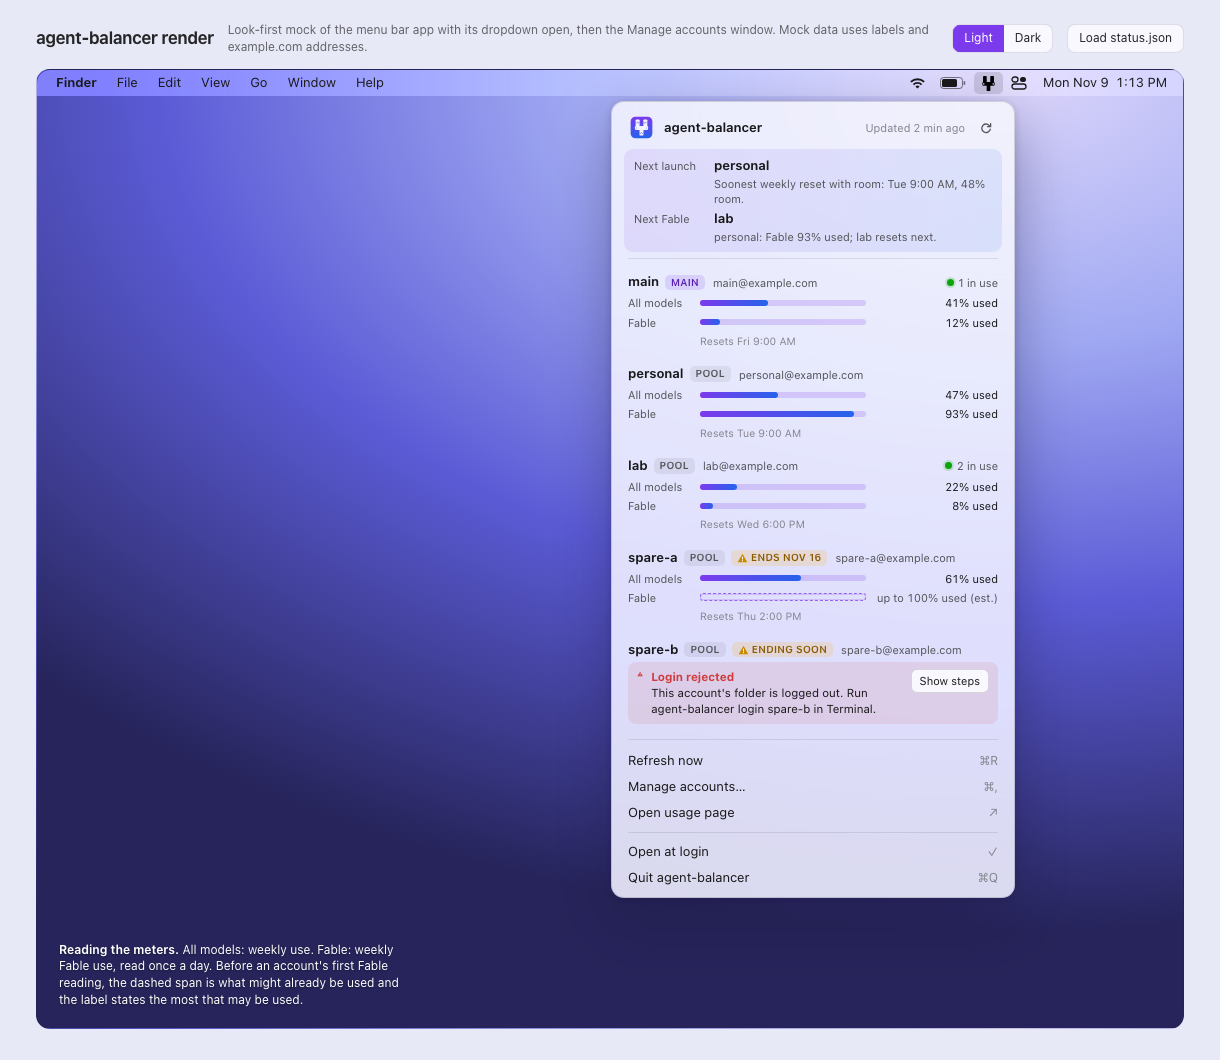 agent-balancer render
Look-first mock of the menu bar app with its dropdown open, then the Manage accounts window. Mock data uses labels and
example.com addresses.
Light
Dark
Load status.json
Finder File Edit View Go Window Help
Mon Nov 9 1:13 PM
agent-balancer
Updated 2 min ago
Next launch personal
Soonest weekly reset with room: Tue 9:00 AM, 48%
room.
Next Fable lab
personal: Fable 93% used; lab resets next.
main MAIN main@example.com 1 in use
All models 41% used
Fable 12% used
Resets Fri 9:00 AM
personal POOL personal@example.com
All models 47% used
Fable 93% used
Resets Tue 9:00 AM
lab POOL lab@example.com 2 in use
All models 22% used
Fable 8% used
Resets Wed 6:00 PM
spare-a POOL ENDS NOV 16 spare-a@example.com
All models 61% used
Fable up to 100% used (est.)
Resets Thu 2:00 PM
spare-b POOL ENDING SOON spare-b@example.com
Login rejected
This account's folder is logged out. Run
agent-balancer login spare-b in Terminal.
Show steps
Refresh now ⌘R
Manage accounts... ⌘,
Open usage page ↗
Open at login ✓
Quit agent-balancer ⌘Q
Reading the meters. All models: weekly use. Fable: weekly
Fable use, read once a day. Before an account's first Fable
reading, the dashed span is what might already be used and
the label states the most that may be used.